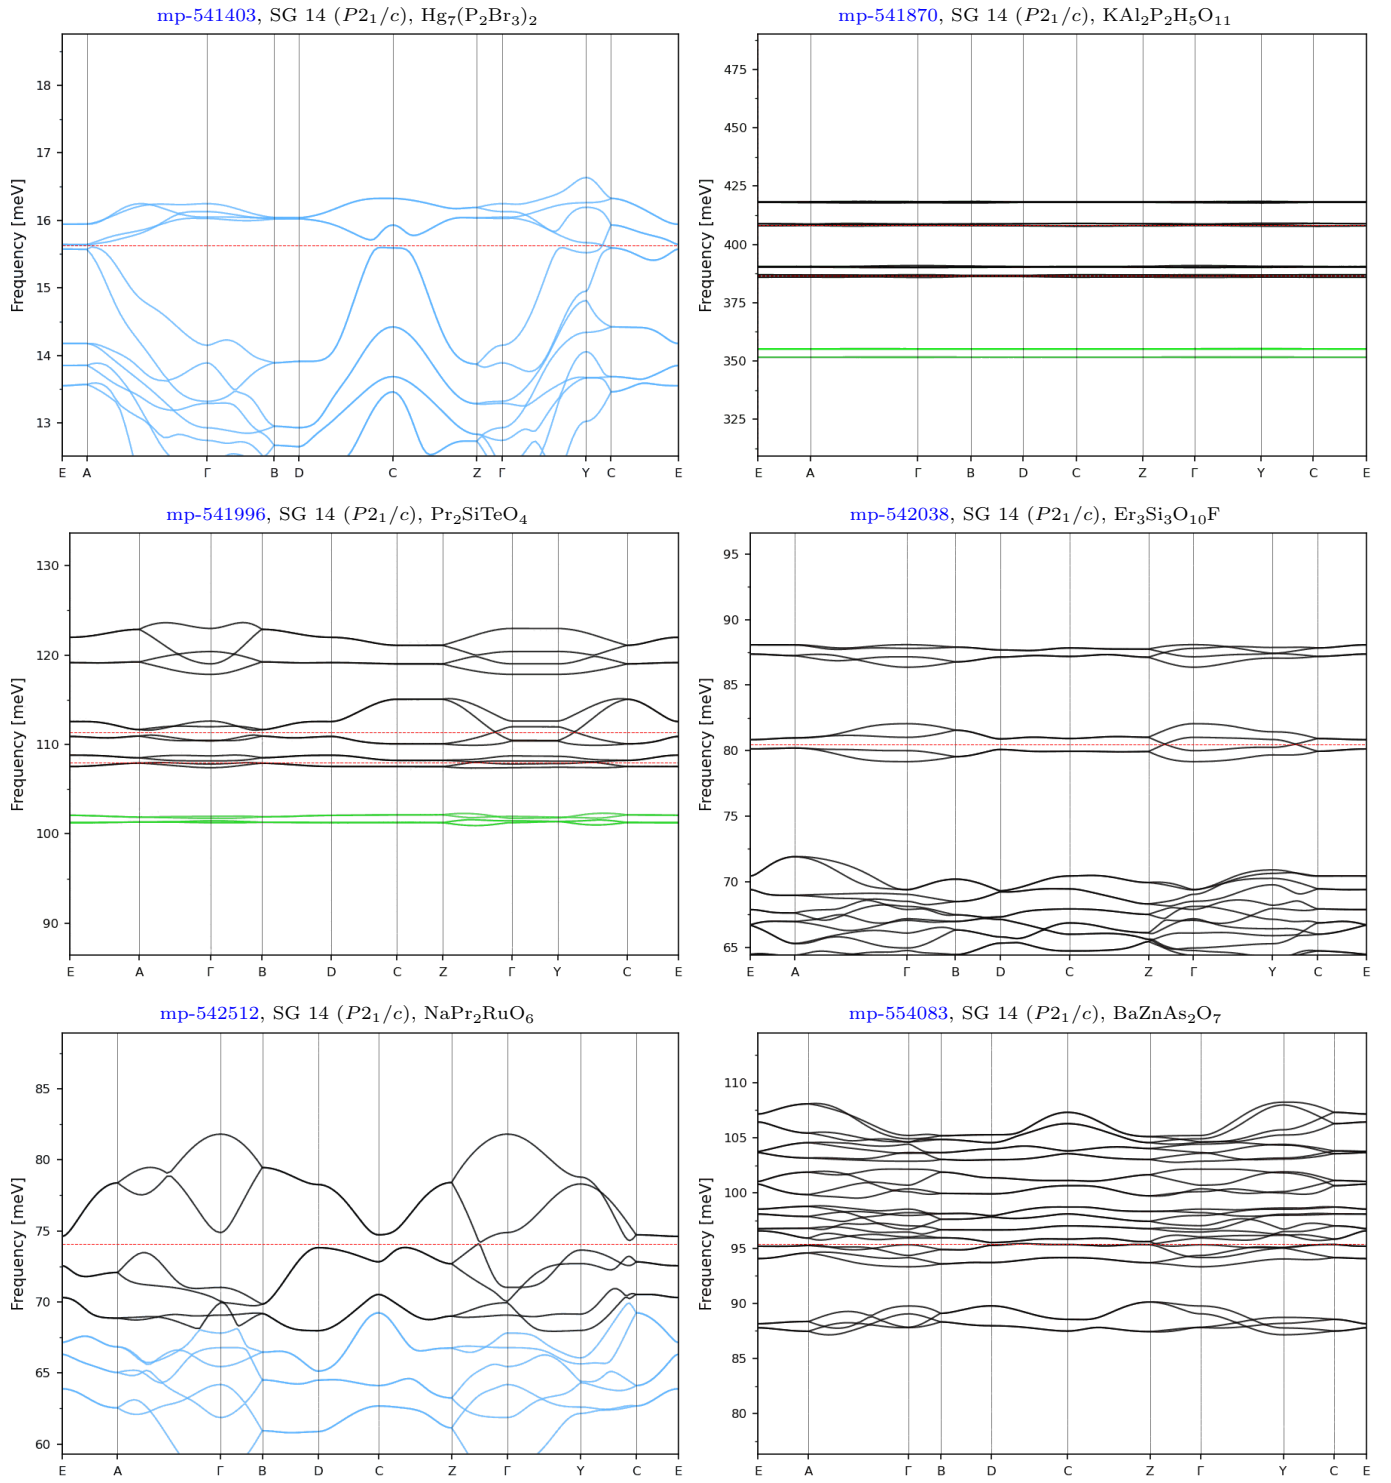 mp-541403, SG 14 (P2₁/c), Hg₇(P₂Br₃)₂
Frequency [meV]
18
17
16
15
14
13
E A Γ B D C Z Γ Y C E
mp-541870, SG 14 (P2₁/c), KAl₂P₂H₅O₁₁
Frequency [meV]
475
450
425
400
375
350
325
E A Γ B D C Z Γ Y C E
mp-541996, SG 14 (P2₁/c), Pr₂SiTeO₄
Frequency [meV]
130
120
110
100
90
E A Γ B D C Z Γ Y C E
mp-542038, SG 14 (P2₁/c), Er₃Si₃O₁₀F
Frequency [meV]
95
90
85
80
75
70
65
E A Γ B D C Z Γ Y C E
mp-542512, SG 14 (P2₁/c), NaPr₂RuO₆
Frequency [meV]
85
80
75
70
65
60
E A Γ B D C Z Γ Y C E
mp-554083, SG 14 (P2₁/c), BaZnAs₂O₇
Frequency [meV]
110
105
100
95
90
85
80
E A Γ B D C Z Γ Y C E